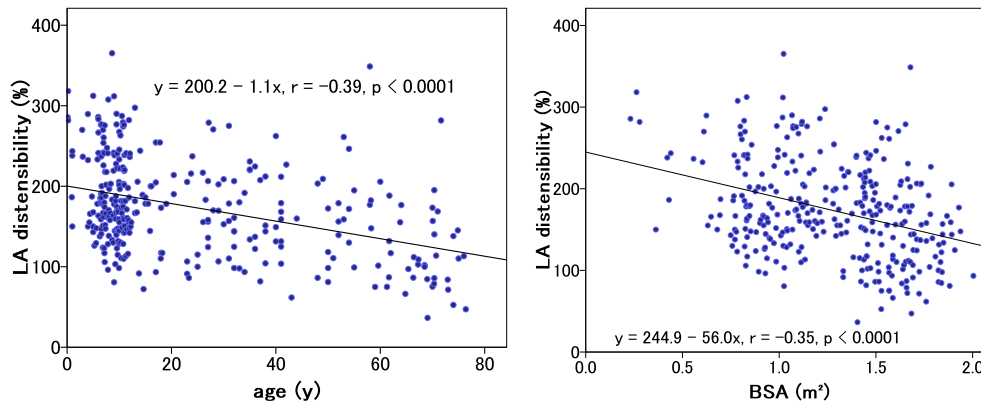 400
300
200
100
0
LA distensibility (%)
y = 200.2 − 1.1x, r = −0.39, p < 0.0001
0 20 40 60 80
age (y)
400
300
200
100
0
LA distensibility (%)
y = 244.9 − 56.0x, r = −0.35, p < 0.0001
0.0 0.5 1.0 1.5 2.0
BSA (m²)